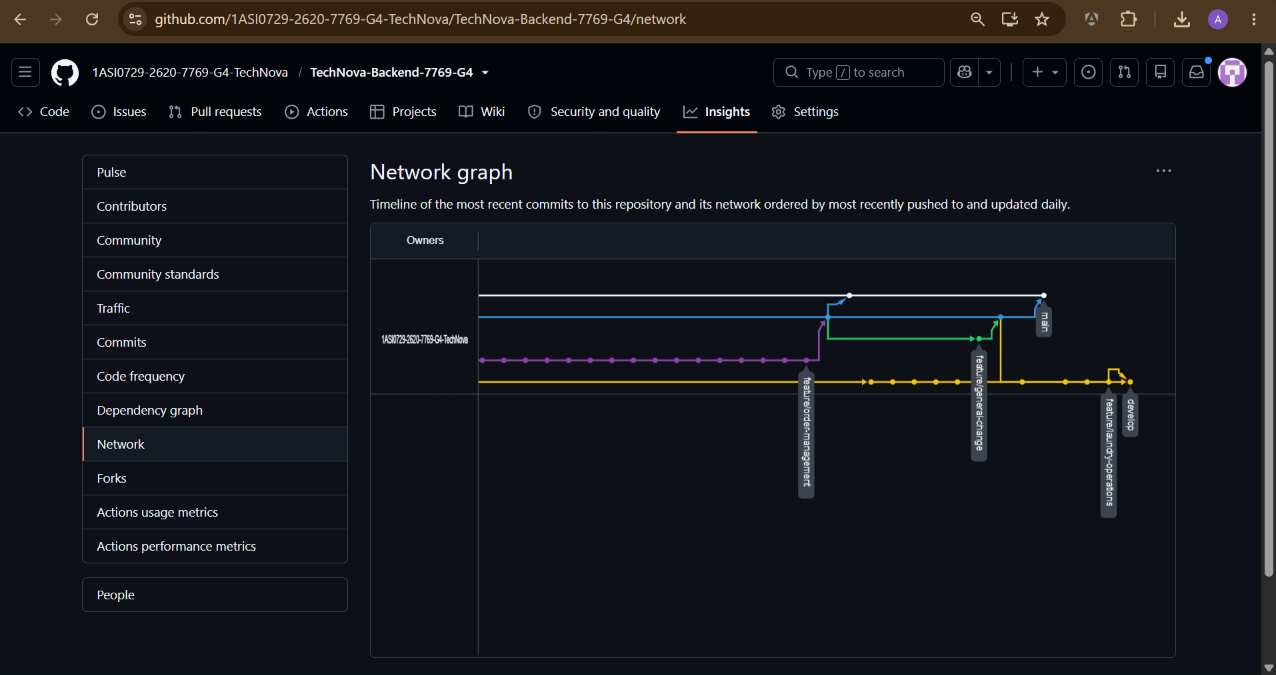 github.com/1ASI0729-2620-7769-G4-TechNova/TechNova-Backend-7769-G4/network
A
1ASI0729-2620-7769-G4-TechNova / TechNova-Backend-7769-G4
Type / to search
Code
Issues
Pull requests
Actions
Projects
Wiki
Security and quality
Insights
Settings
Pulse
Contributors
Community
Community standards
Traffic
Commits
Code frequency
Dependency graph
Network
Forks
Actions usage metrics
Actions performance metrics
People
Network graph
Timeline of the most recent commits to this repository and its network ordered by most recently pushed to and updated daily.
Owners
1ASI0729-2620-7769-G4-TechNova
main
feature/order-management
feature/general-change
feature/laundry-operations
develop